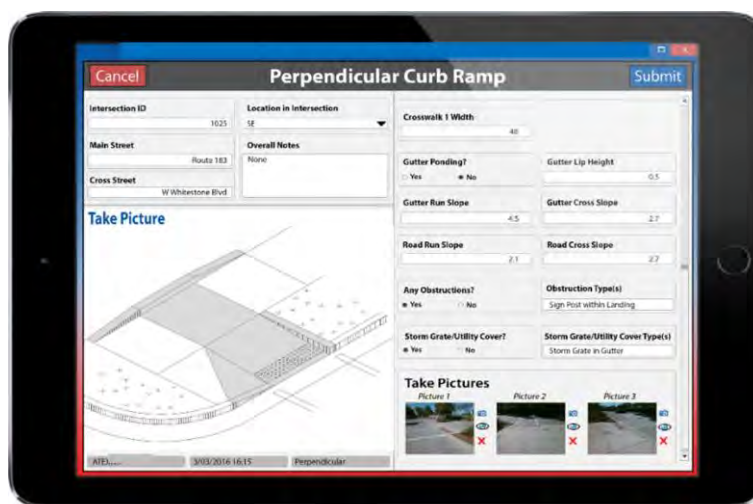 Cancel
Perpendicular Curb Ramp
Submit
Intersection ID
1025
Location in Intersection
SE
Main Street
Route 183
Overall Notes
None
Cross Street
W Whitestone Blvd
Take Picture
Crosswalk 1 Width
40
Gutter Ponding?
Yes
No
Gutter Lip Height
0.5
Gutter Run Slope
4.5
Gutter Cross Slope
2.7
Road Run Slope
2.1
Road Cross Slope
2.7
Any Obstructions?
Yes
No
Obstruction Type(s)
Sign Post within Landing
Storm Grate/Utility Cover?
Yes
No
Storm Grate/Utility Cover Type(s)
Storm Grate in Gutter
Take Pictures
Picture 1
Picture 2
Picture 3
3/03/2016 16:15
Perpendicular